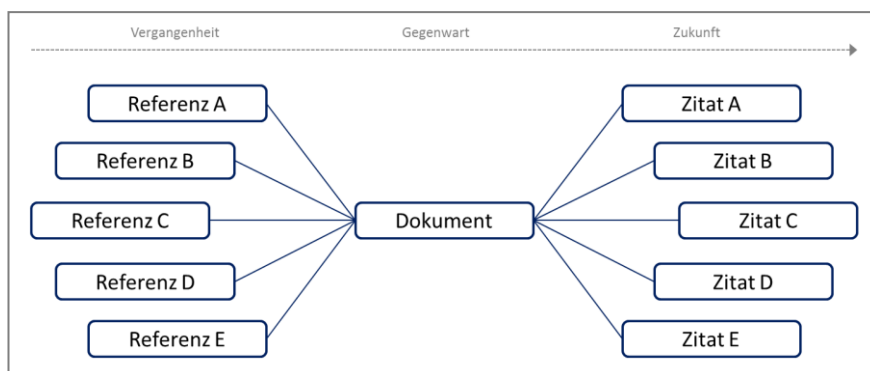 Vergangenheit
Gegenwart
Zukunft
Referenz A
Referenz B
Referenz C
Referenz D
Referenz E
Dokument
Zitat A
Zitat B
Zitat C
Zitat D
Zitat E